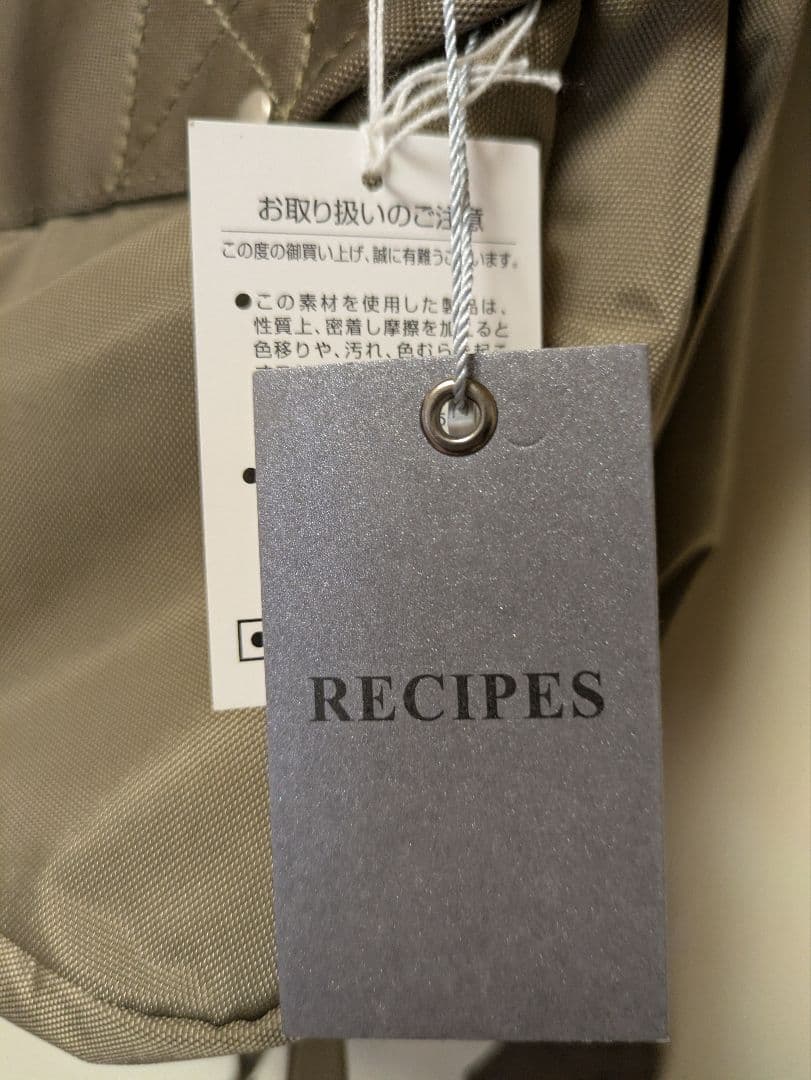 お取り扱いのご注意
この度の御買い上げ、誠に有難うございます。
●この素材を使用した製品は、
性質上、密着し摩擦を加えると
色移りや、汚れ、色むら
RECIPES